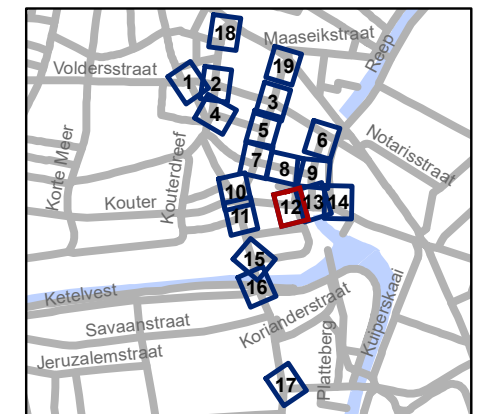 18
Maaseikstraat
Reep
Voldersstraat
19
1
2
3
4
5
6
Notarisstraat
Korte Meer
Kouterdreef
7
8
9
10
Kouter
11
12
13
14
15
Ketelvest
16
Savaanstraat
Korianderstraat
Kuiperskaai
Platteberg
Jeruzalemstraat
17